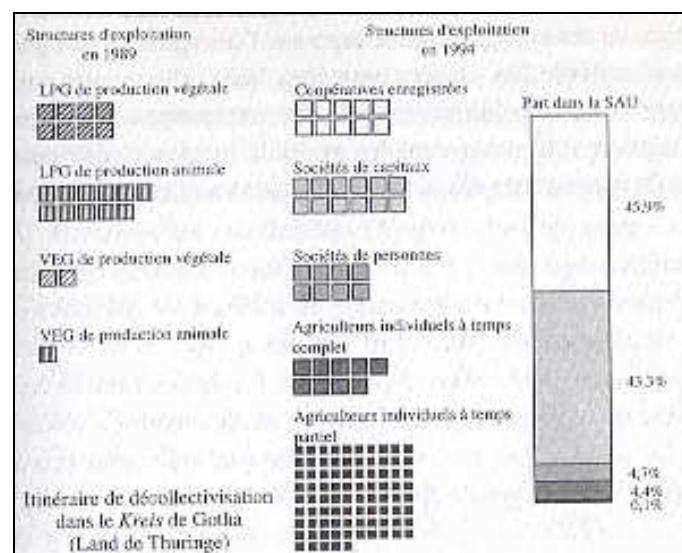 Structures d'exploitation
en 1989
LPG de production végétale
LPG de production animale
VEG de production végétale
VEG de production animale
Itinéraire de décollectivisation
dans le Kreis de Gotha
(Land de Thuringe)
Structures d'exploitation
en 1994
Coopératives enregistrées
Sociétés de capitaux
Sociétés de personnes
Agriculteurs individuels à temps
complet
Agriculteurs individuels à temps
partiel
Part dans la SAU
45,9%
43,3%
4,7%
4,4%